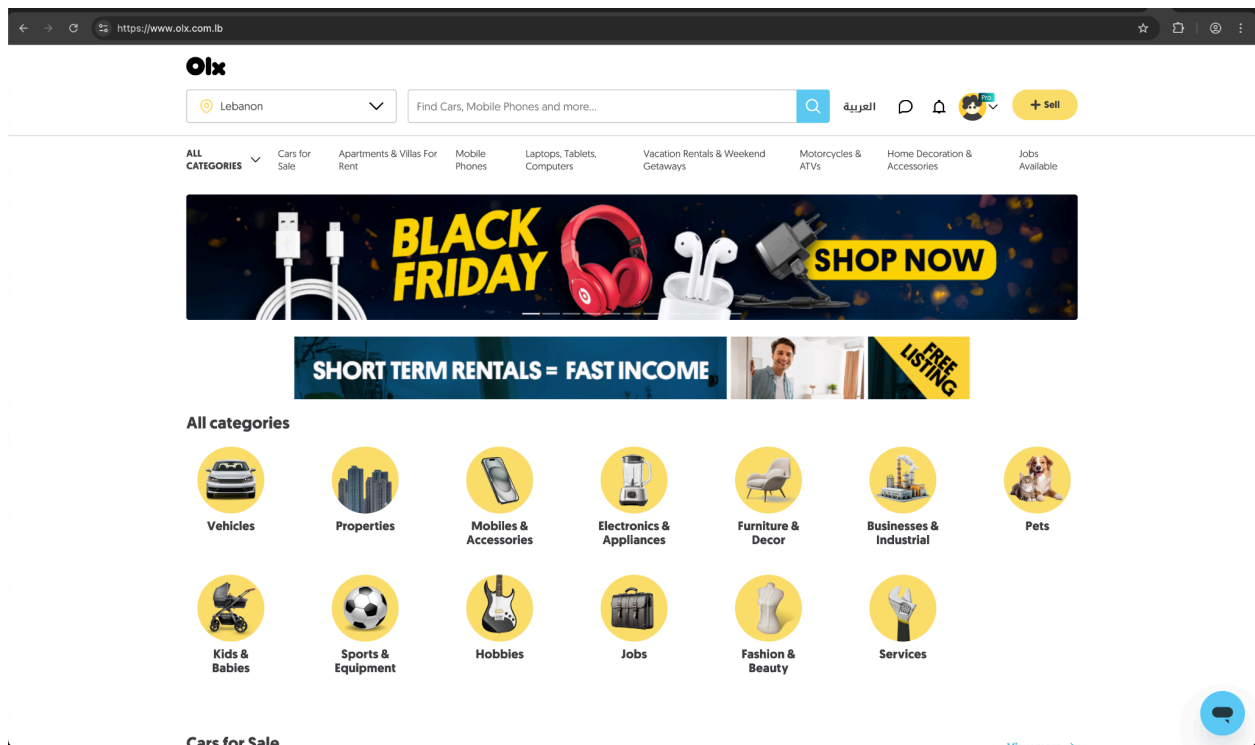 https://www.olx.com.lb
Olx
Lebanon
Find Cars, Mobile Phones and more...
العربية
Pro
+ Sell
ALL
CATEGORIES
Cars for
Sale
Apartments & Villas For
Rent
Mobile
Phones
Laptops, Tablets,
Computers
Vacation Rentals & Weekend
Getaways
Motorcycles &
ATVs
Home Decoration &
Accessories
Jobs
Available
BLACK
FRIDAY
SHOP NOW
SHORT TERM RENTALS = FAST INCOME
FREE
LISTING
All categories
Vehicles
Properties
Mobiles &
Accessories
Electronics &
Appliances
Furniture &
Decor
Businesses &
Industrial
Pets
Kids &
Babies
Sports &
Equipment
Hobbies
Jobs
Fashion &
Beauty
Services
Cars for Sale